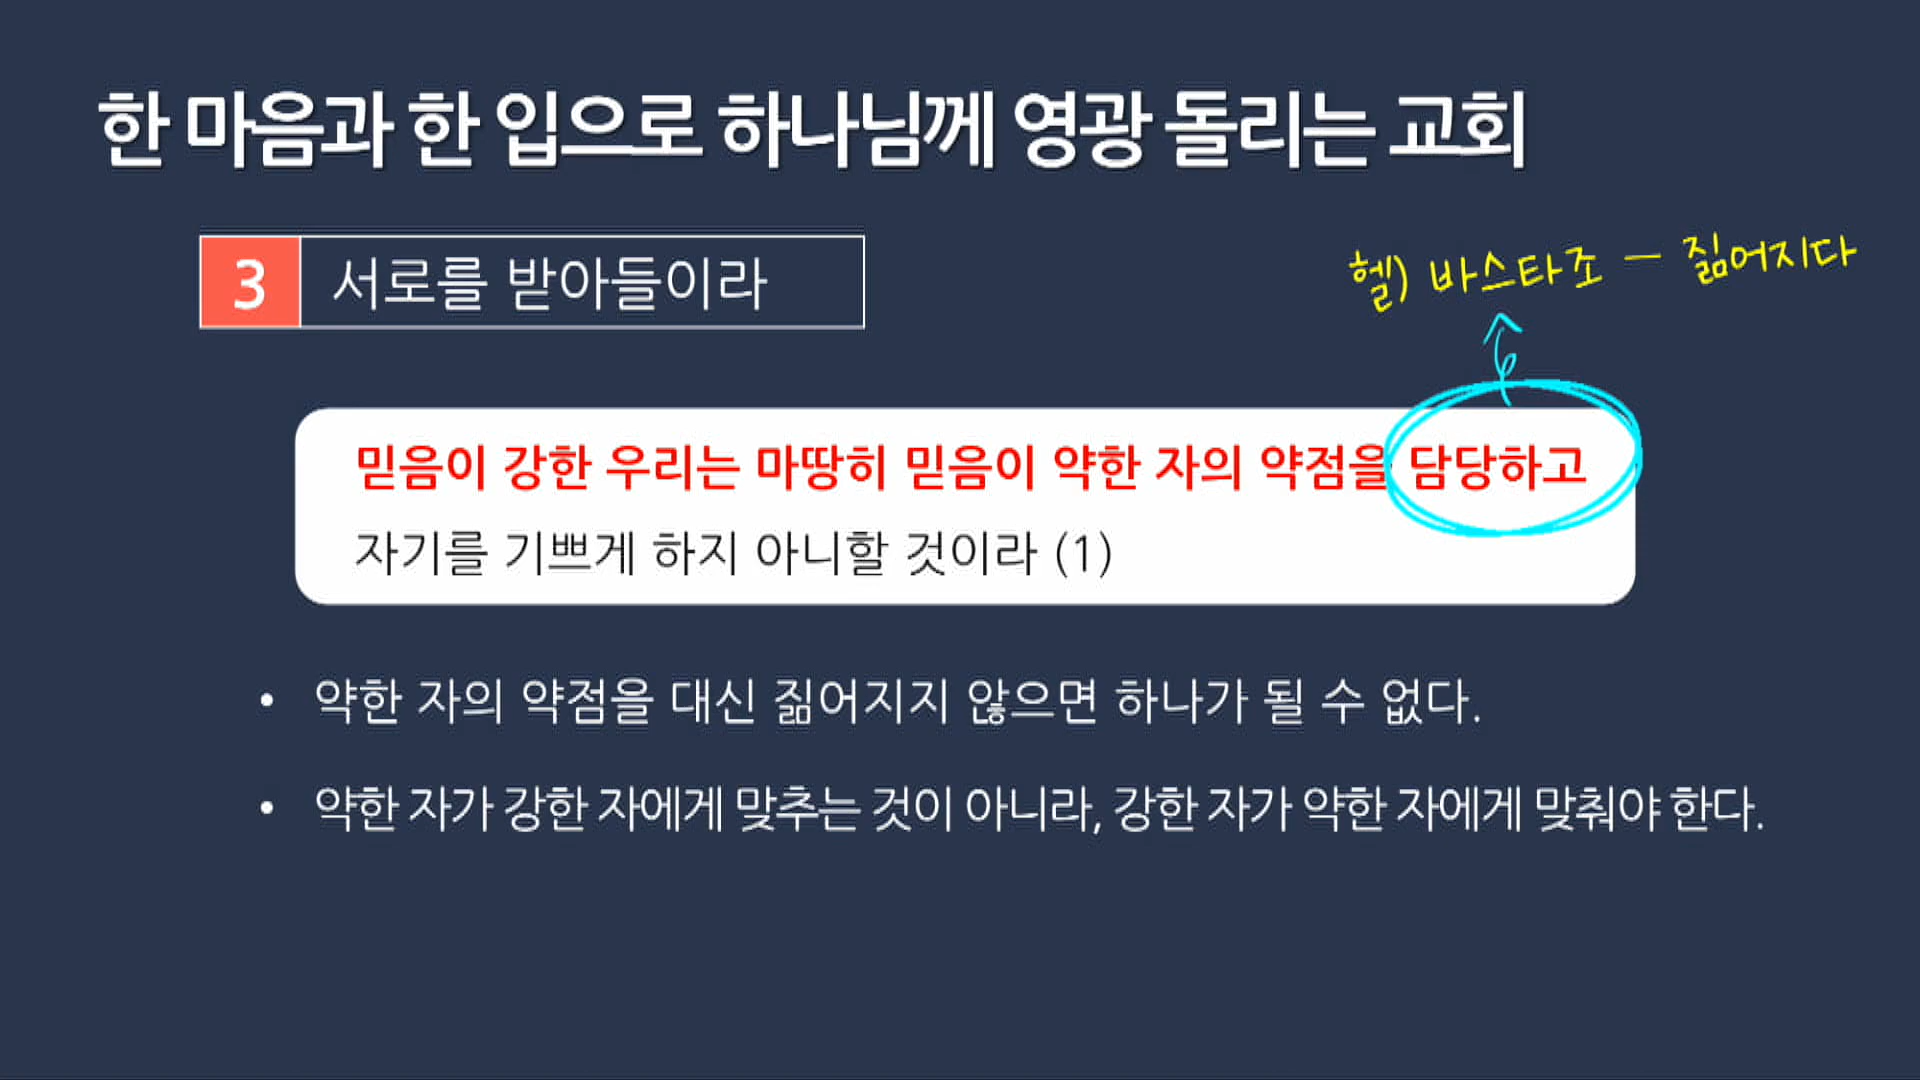 한 마음과 한 입으로 하나님께 영광 돌리는 교회
3 서로를 받아들이라
헬) 바스타조 - 짊어지다
믿음이 강한 우리는 마땅히 믿음이 약한 자의 약점을 담당하고
자기를 기쁘게 하지 아니할 것이라 (1)
• 약한 자의 약점을 대신 짊어지지 않으면 하나가 될 수 없다.
• 약한 자가 강한 자에게 맞추는 것이 아니라, 강한 자가 약한 자에게 맞춰야 한다.